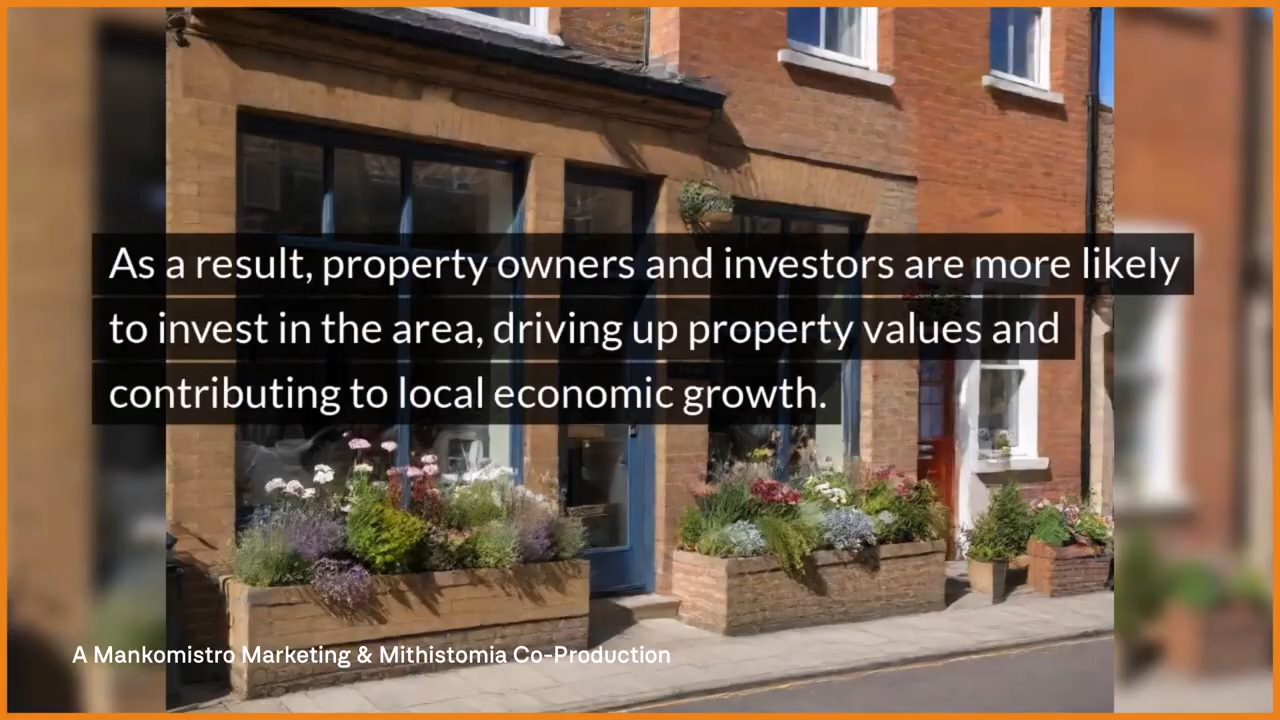 As a result, property owners and investors are more likely
to invest in the area, driving up property values and
contributing to local economic growth.
A Mankomistro Marketing & Mithistomia Co-Production